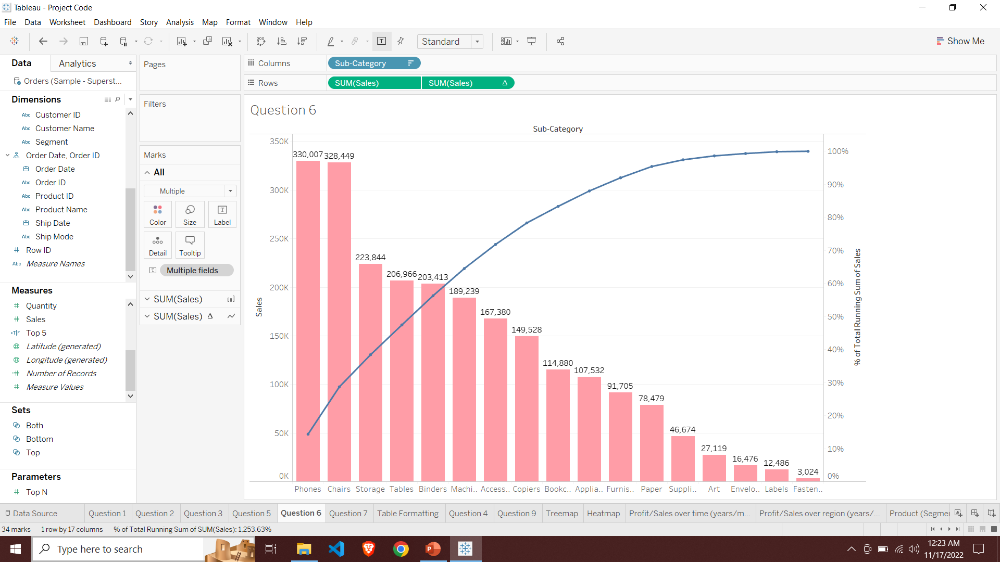 Tableau - Project Code
File Data Worksheet Dashboard Story Analysis Map Format Window Help
Standard
Show Me
Data Analytics
Orders (Sample - Superst...
Dimensions
Abc Customer ID
Abc Customer Name
Abc Segment
Order Date, Order ID
Order Date
Abc Order ID
Abc Product ID
Abc Product Name
Ship Date
Abc Ship Mode
# Row ID
Abc Measure Names
Measures
# Quantity
# Sales
=T|F Top 5
Latitude (generated)
Longitude (generated)
=# Number of Records
# Measure Values
Sets
Both
Bottom
Top
Parameters
# Top N
Pages
Filters
Marks
All
Multiple
Color Size Label
Detail Tooltip
Multiple fields
SUM(Sales)
SUM(Sales) Δ
Columns Sub-Category
Rows SUM(Sales) SUM(Sales) Δ
Question 6
Sub-Category
350K
300K
250K
200K
150K
100K
50K
0K
Sales
330,007 328,449 223,844 206,966 203,413 189,239 167,380 149,528 114,880 107,532 91,705 78,479 46,674 27,119 16,476 12,486 3,024
100%
90%
80%
70%
60%
50%
40%
30%
20%
10%
0%
% of Total Running Sum of Sales
Phones Chairs Storage Tables Binders Machi.. Access.. Copiers Bookc.. Applia.. Furnis.. Paper Suppli.. Art Envelo.. Labels Fasten..
Data Source Question 1 Question 2 Question 3 Question 5 Question 6 Question 7 Table Formatting Question 4 Question 9 Treemap Heatmap Profit/Sales over time (years/m... Profit/Sales over region (years/... Product (Segmer
34 marks 1 row by 17 columns % of Total Running Sum of SUM(Sales): 1,253.63%
Type here to search
12:23 AM
11/17/2022